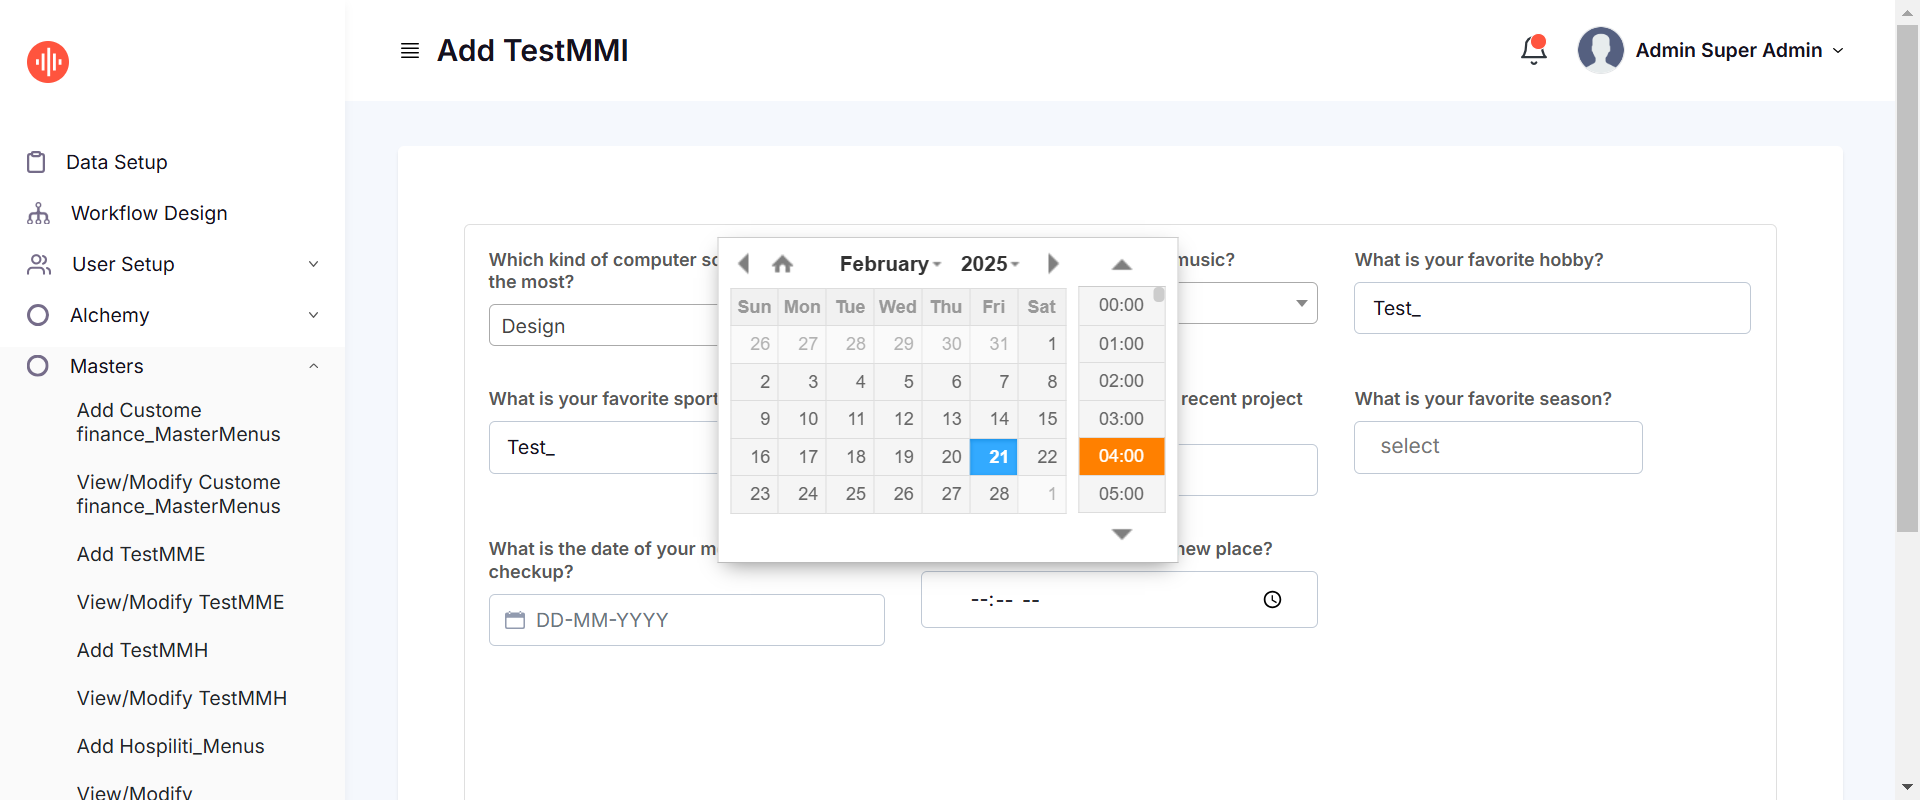 Add TestMMI
Admin Super Admin
Data Setup
Workflow Design
User Setup
Alchemy
Masters
Add Custome
finance_MasterMenus
View/Modify Custome
finance_MasterMenus
Add TestMME
View/Modify TestMME
Add TestMMH
View/Modify TestMMH
Add Hospiliti_Menus
View/Modify
Which kind of computer so
the most?
Design
music?
What is your favorite hobby?
Test_
What is your favorite sport
Test_
recent project
What is your favorite season?
select
What is the date of your m
checkup?
DD-MM-YYYY
new place?
--:-- --
February 2025
Sun Mon Tue Wed Thu Fri Sat
26 27 28 29 30 31 1
2 3 4 5 6 7 8
9 10 11 12 13 14 15
16 17 18 19 20 21 22
23 24 25 26 27 28 1
00:00
01:00
02:00
03:00
04:00
05:00